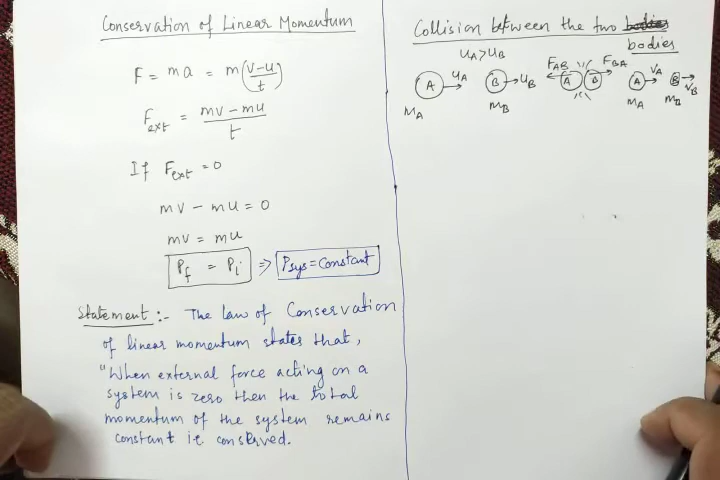 Conservation of Linear Momentum
F = ma = m(v-u/t)
Fext = mv - mu / t
If Fext = 0
mv - mu = 0
mv = mu
Pf = Pi ⇒ Psys = Constant
Statement :- The law of Conservation
of linear momentum states that,
"When external force acting on a
system is zero then the total
momentum of the system remains
constant ie conserved.
Collision between the two bodies
bodies
uA > uB
A uA B uB FAB A B FBA A vA B vB
MA MB MA MB